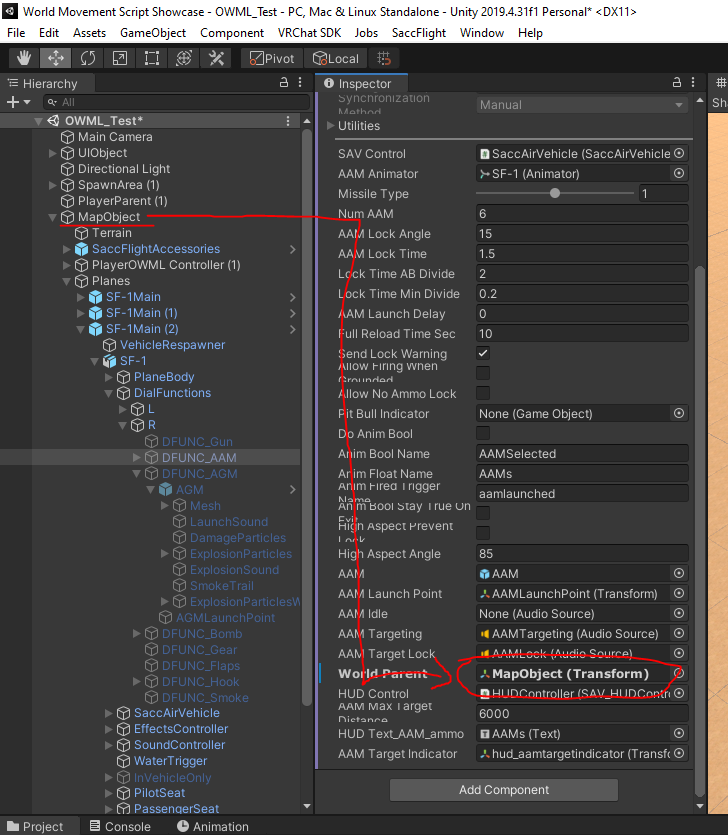 World Movement Script Showcase - OWML_Test - PC, Mac & Linux Standalone - Unity 2019.4.31f1 Personal* <DX11>
File Edit Assets GameObject Component VRChat SDK Jobs SaccFlight Window Help
Pivot Local
Hierarchy
All
OWML_Test*
Main Camera
UIObject
Directional Light
SpawnArea (1)
PlayerParent (1)
MapObject
Terrain
SaccFlightAccessories
PlayerOWML Controller (1)
Planes
SF-1Main
SF-1Main (1)
SF-1Main (2)
VehicleRespawner
SF-1
PlaneBody
DialFunctions
L
R
DFUNC_Gun
DFUNC_AAM
DFUNC_AGM
AGM
Mesh
LaunchSound
DamageParticles
ExplosionParticles
ExplosionSound
SmokeTrail
ExplosionParticlesW
AGMLaunchPoint
DFUNC_Bomb
DFUNC_Gear
DFUNC_Flaps
DFUNC_Hook
DFUNC_Smoke
SaccAirVehicle
EffectsController
SoundController
WaterTrigger
InVehicleOnly
PilotSeat
PassengerSeat
Inspector
Synchronization Method Manual
Utilities
SAV Control SaccAirVehicle (SaccAirVehicle
AAM Animator SF-1 (Animator)
Missile Type 1
Num AAM 6
AAM Lock Angle 15
AAM Lock Time 1.5
Lock Time AB Divide 2
Lock Time Min Divide 0.2
AAM Launch Delay 0
Full Reload Time Sec 10
Send Lock Warning
Allow Firing When Grounded
Allow No Ammo Lock
Pit Bull Indicator None (Game Object)
Do Anim Bool
Anim Bool Name AAMSelected
Anim Float Name AAMs
Anim Fired Trigger Name aamlaunched
Anim Bool Stay True On Exit
High Aspect Prevent Lock
High Aspect Angle 85
AAM AAM
AAM Launch Point AAMLaunchPoint (Transform)
AAM Idle None (Audio Source)
AAM Targeting AAMTargeting (Audio Source)
AAM Target Lock AAMLock (Audio Source)
World Parent MapObject (Transform)
HUD Control HUDController (SAV_HUDContr
AAM Max Target Distance 6000
HUD Text_AAM_ammo AAMs (Text)
AAM Target Indicator hud_aamtargetindicator (Transfo
Add Component
Sh
Project Console Animation